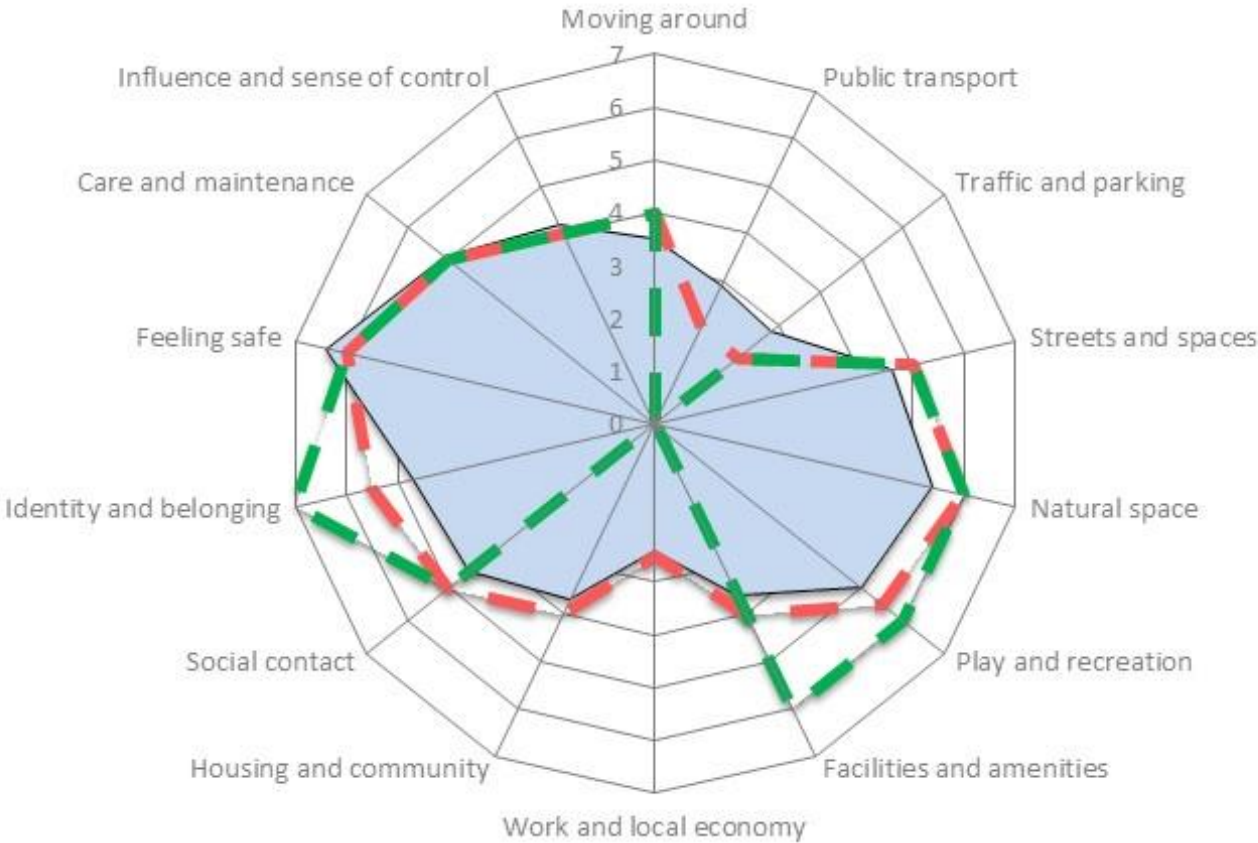 Moving around
Influence and sense of control
Public transport
Care and maintenance
Traffic and parking
Feeling safe
Streets and spaces
Identity and belonging
Natural space
Social contact
Play and recreation
Housing and community
Facilities and amenities
Work and local economy
7
6
5
4
3
2
1
0